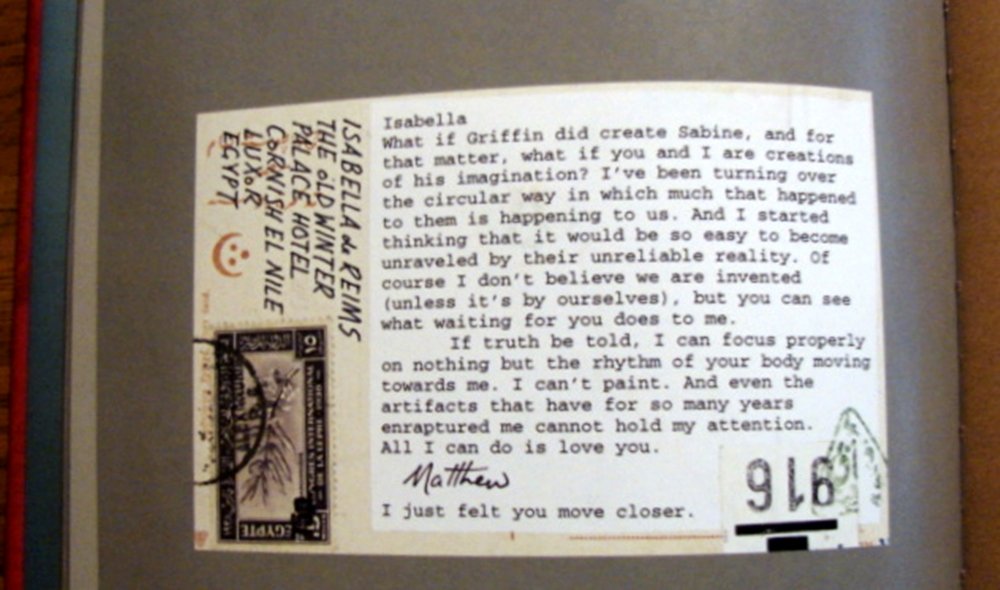 Isabella
What if Griffin did create Sabine, and for
that matter, what if you and I are creations
of his imagination? I've been turning over
the circular way in which much that happened
to them is happening to us. And I started
thinking that it would be so easy to become
unraveled by their unreliable reality. Of
course I don't believe we are invented
(unless it's by ourselves), but you can see
what waiting for you does to me.
If truth be told, I can focus properly
on nothing but the rhythm of your body moving
towards me. I can't paint. And even the
artifacts that have for so many years
enraptured me cannot hold my attention.
All I can do is love you.
Matthew
I just felt you move closer.
ISABELLA de REIMS
THE OLD WINTER
PALACE HOTEL
CORNISH EL NILE
LUXOR
EGYPT
EGYPTE
916